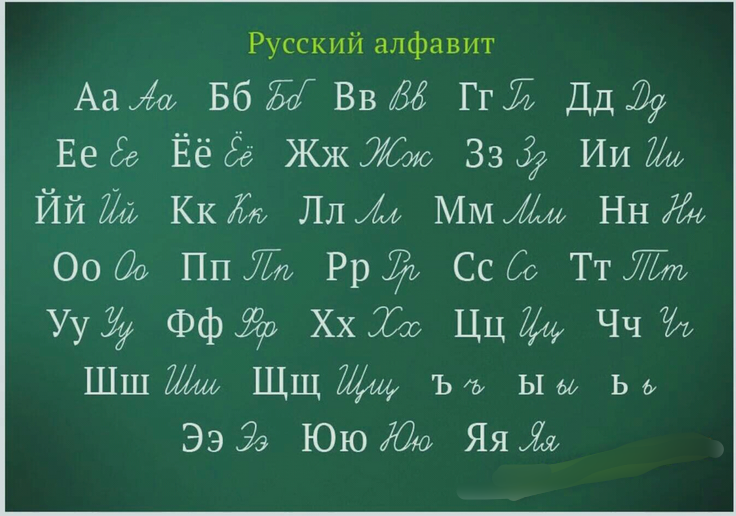 Русский алфавит
Аа Аа Бб Бб Вв Вв Гг Гг Дд Дд
Ее Ее Ёё Ёё Жж Жж Зз Зз Ии Ии
Йй Йй Кк Кк Лл Лл Мм Мм Нн Нн
Оо Оо Пп Пп Рр Рр Сс Сс Тт Тт
Уу Уу Фф Фф Хх Хх Цц Цц Чч Чч
Шш Шш Щщ Щщ ъ ъ ы ы ь ь
Ээ Ээ Юю Юю Яя Яя